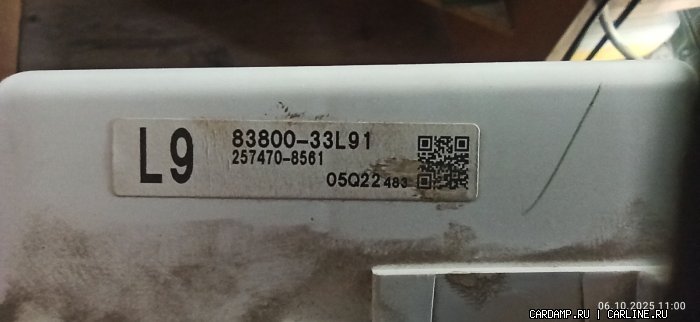 L9
83800-33L91
257470-8561
05Q22 483
06.10.2025 11:00
CARDAMP.RU | CARLINE.RU